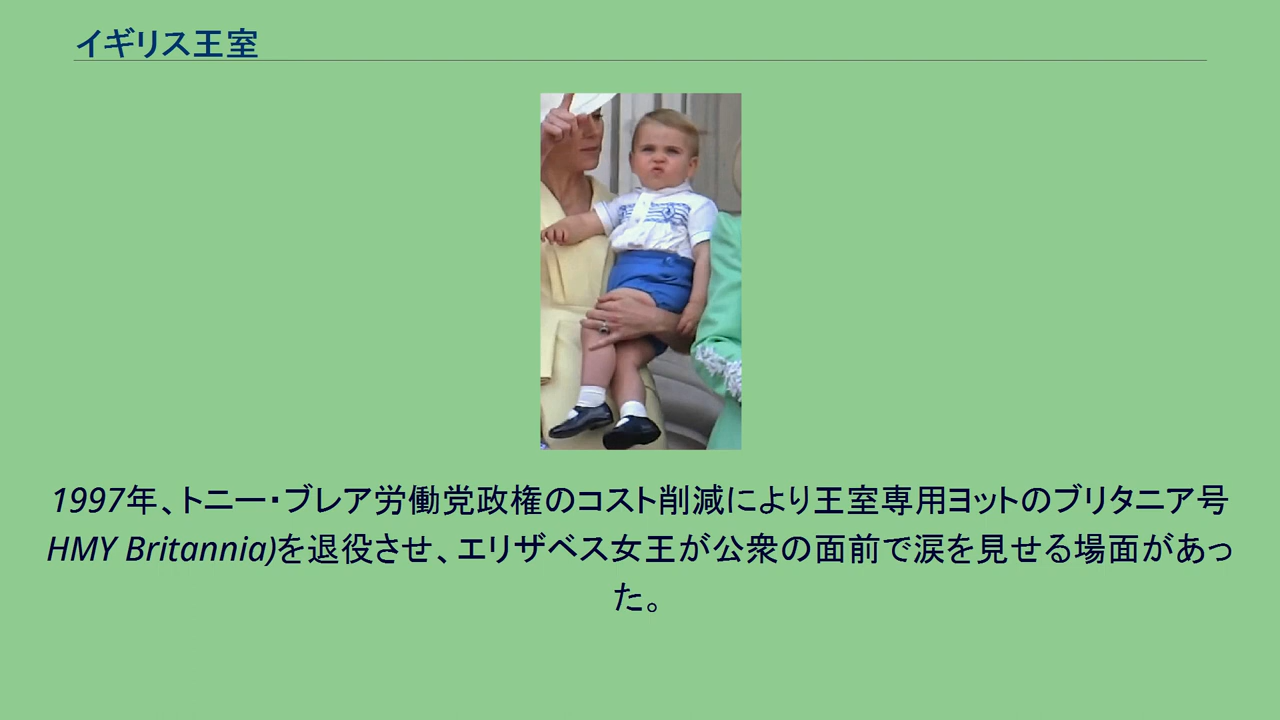 イギリス王室
1997年、トニー・ブレア労働党政権のコスト削減により王室専用ヨットのブリタニア号
HMY Britannia)を退役させ、エリザベス女王が公衆の面前で涙を見せる場面があっ
た。